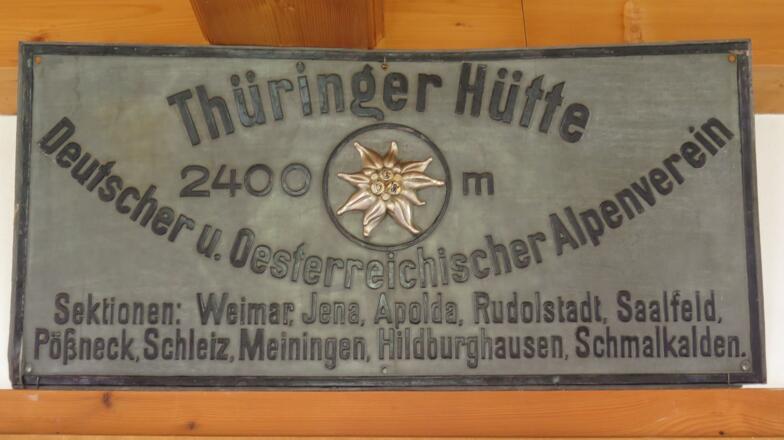 Thüringer Hütte
2400 m
Deutscher u. Oesterreichischer Alpenverein
Sektionen: Weimar, Jena, Apolda, Rudolstadt, Saalfeld,
Pößneck, Schleiz, Meiningen, Hildburghausen, Schmalkalden.